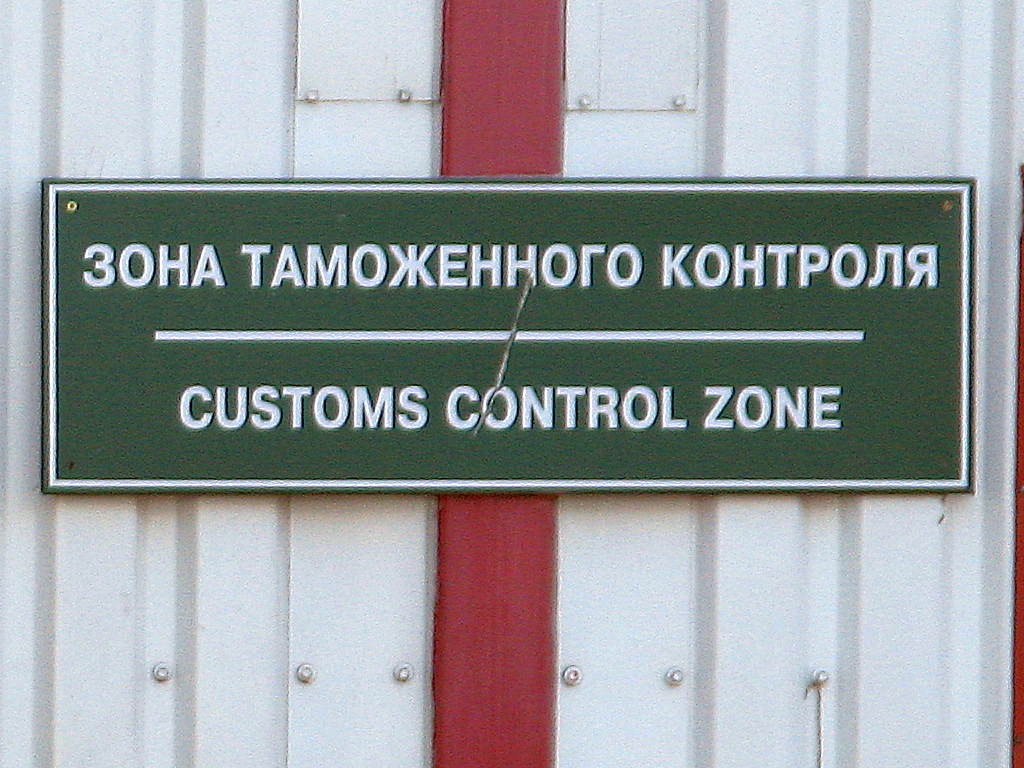 ЗОНА ТАМОЖЕННОГО КОНТРОЛЯ
CUSTOMS CONTROL ZONE